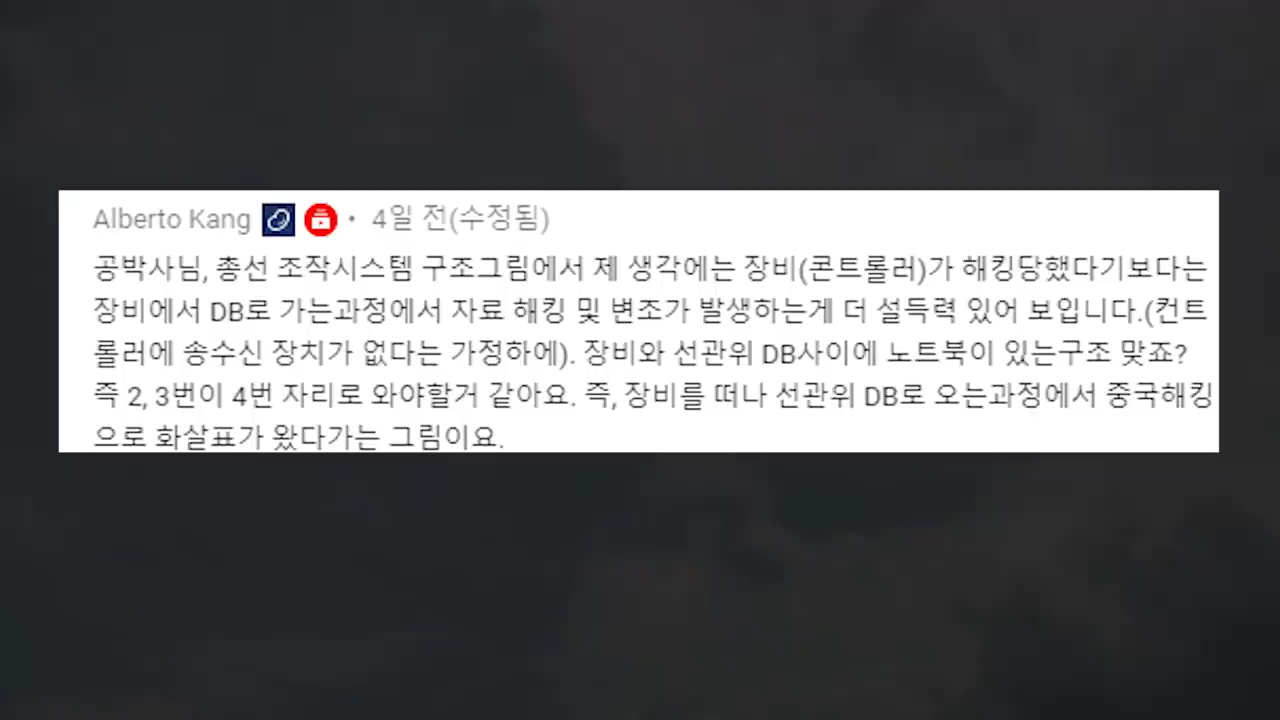 Alberto Kang • 4일 전(수정됨)
공박사님, 총선 조작시스템 구조그림에서 제 생각에는 장비(콘트롤러)가 해킹당했다기보다는
장비에서 DB로 가는과정에서 자료 해킹 및 변조가 발생하는게 더 설득력 있어 보입니다.(컨트
롤러에 송수신 장치가 없다는 가정하에). 장비와 선관위 DB사이에 노트북이 있는구조 맞죠?
즉 2, 3번이 4번 자리로 와야할거 같아요. 즉, 장비를 떠나 선관위 DB로 오는과정에서 중국해킹
으로 화살표가 왔다가는 그림이요.